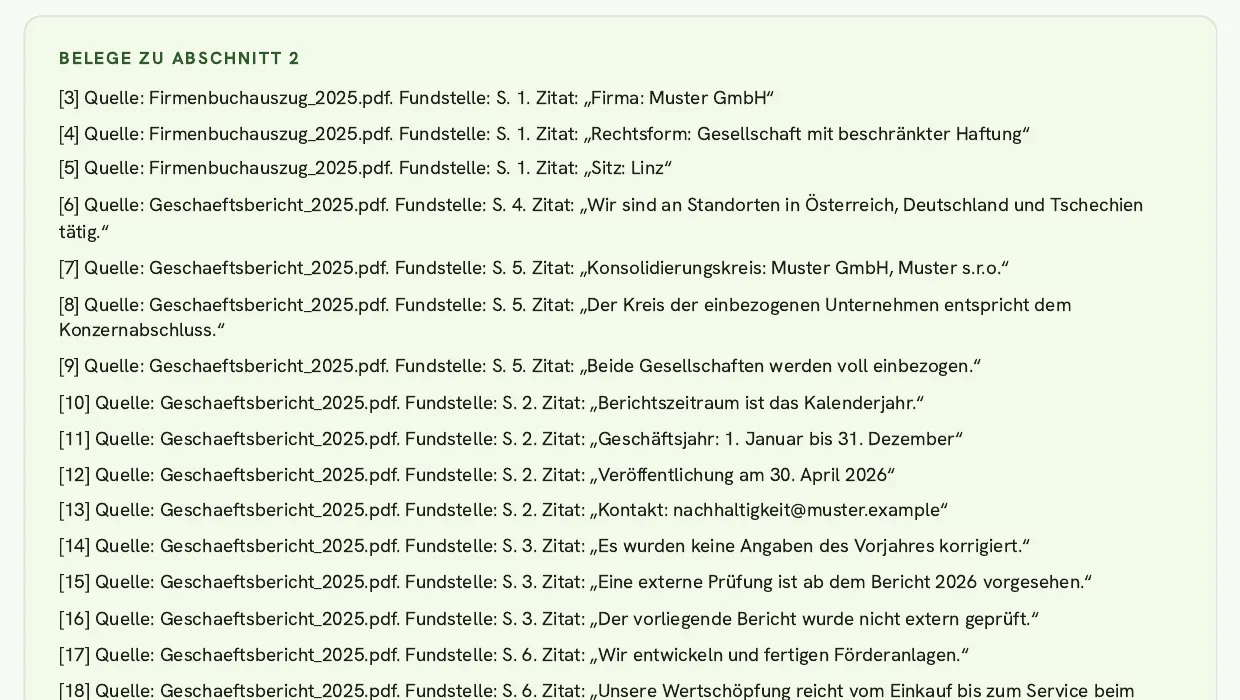 BELEGE ZU ABSCHNITT 2
[3] Quelle: Firmenbuchauszug_2025.pdf. Fundstelle: S. 1. Zitat: „Firma: Muster GmbH“
[4] Quelle: Firmenbuchauszug_2025.pdf. Fundstelle: S. 1. Zitat: „Rechtsform: Gesellschaft mit beschränkter Haftung“
[5] Quelle: Firmenbuchauszug_2025.pdf. Fundstelle: S. 1. Zitat: „Sitz: Linz“
[6] Quelle: Geschaeftsbericht_2025.pdf. Fundstelle: S. 4. Zitat: „Wir sind an Standorten in Österreich, Deutschland und Tschechien
tätig.“
[7] Quelle: Geschaeftsbericht_2025.pdf. Fundstelle: S. 5. Zitat: „Konsolidierungskreis: Muster GmbH, Muster s.r.o.“
[8] Quelle: Geschaeftsbericht_2025.pdf. Fundstelle: S. 5. Zitat: „Der Kreis der einbezogenen Unternehmen entspricht dem
Konzernabschluss.“
[9] Quelle: Geschaeftsbericht_2025.pdf. Fundstelle: S. 5. Zitat: „Beide Gesellschaften werden voll einbezogen.“
[10] Quelle: Geschaeftsbericht_2025.pdf. Fundstelle: S. 2. Zitat: „Berichtszeitraum ist das Kalenderjahr.“
[11] Quelle: Geschaeftsbericht_2025.pdf. Fundstelle: S. 2. Zitat: „Geschäftsjahr: 1. Januar bis 31. Dezember“
[12] Quelle: Geschaeftsbericht_2025.pdf. Fundstelle: S. 2. Zitat: „Veröffentlichung am 30. April 2026“
[13] Quelle: Geschaeftsbericht_2025.pdf. Fundstelle: S. 2. Zitat: „Kontakt: nachhaltigkeit@muster.example“
[14] Quelle: Geschaeftsbericht_2025.pdf. Fundstelle: S. 3. Zitat: „Es wurden keine Angaben des Vorjahres korrigiert.“
[15] Quelle: Geschaeftsbericht_2025.pdf. Fundstelle: S. 3. Zitat: „Eine externe Prüfung ist ab dem Bericht 2026 vorgesehen.“
[16] Quelle: Geschaeftsbericht_2025.pdf. Fundstelle: S. 3. Zitat: „Der vorliegende Bericht wurde nicht extern geprüft.“
[17] Quelle: Geschaeftsbericht_2025.pdf. Fundstelle: S. 6. Zitat: „Wir entwickeln und fertigen Förderanlagen.“
[18] Quelle: Geschaeftsbericht_2025.pdf. Fundstelle: S. 6. Zitat: „Unsere Wertschöpfung reicht vom Einkauf bis zum Service beim